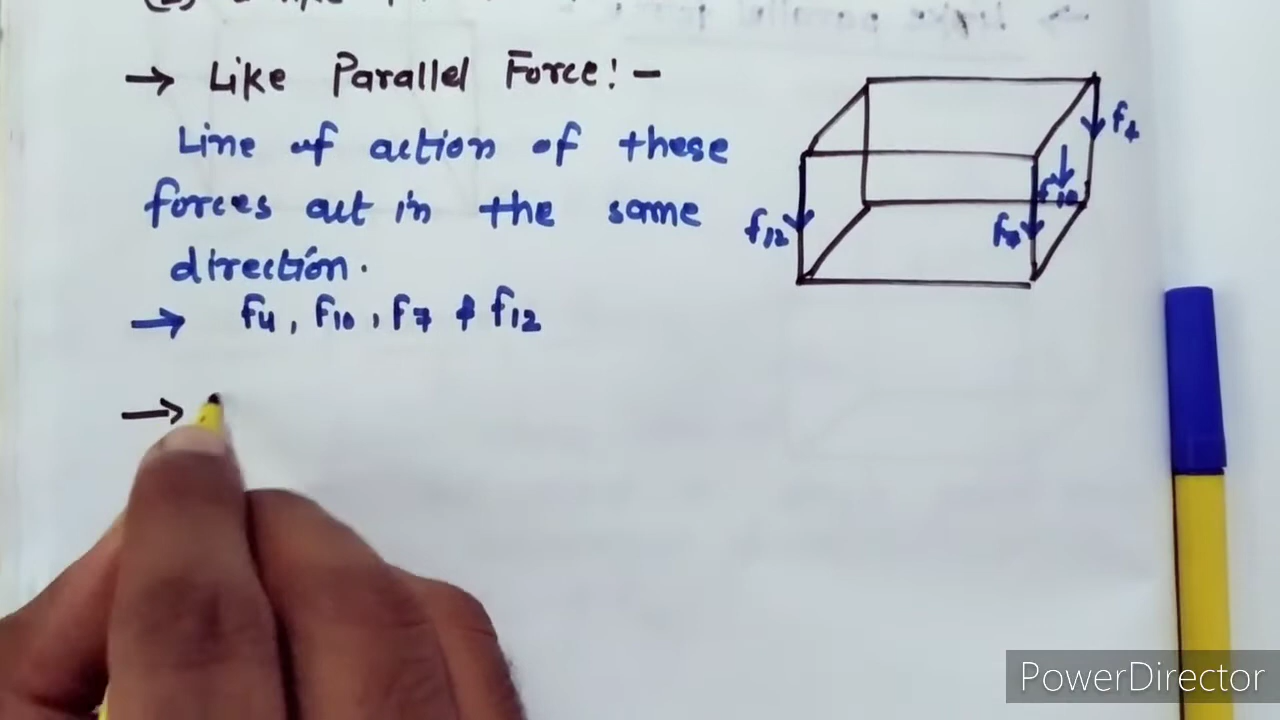 → Like Parallel Force:-
Line of action of these
forces act in the same
direction.
→ F4, F10, F7 & F12
→
F4
F10
F7
F12
PowerDirector